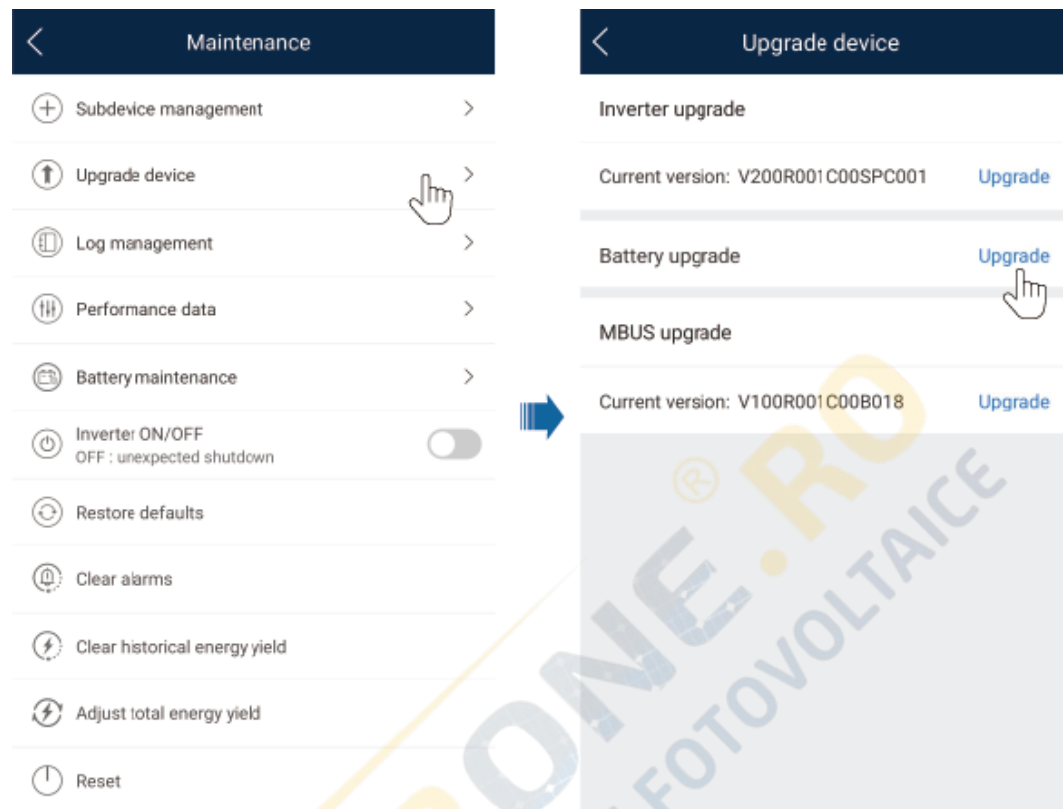 Maintenance
Subdevice management
Upgrade device
Log management
Performance data
Battery maintenance
Inverter ON/OFF
OFF : unexpected shutdown
Restore defaults
Clear alarms
Clear historical energy yield
Adjust total energy yield
Reset
Upgrade device
Inverter upgrade
Current version: V200R001C00SPC001 Upgrade
Battery upgrade Upgrade
MBUS upgrade
Current version: V100R001C00B018 Upgrade
ONE®.RO
FOTOVOLTAICE